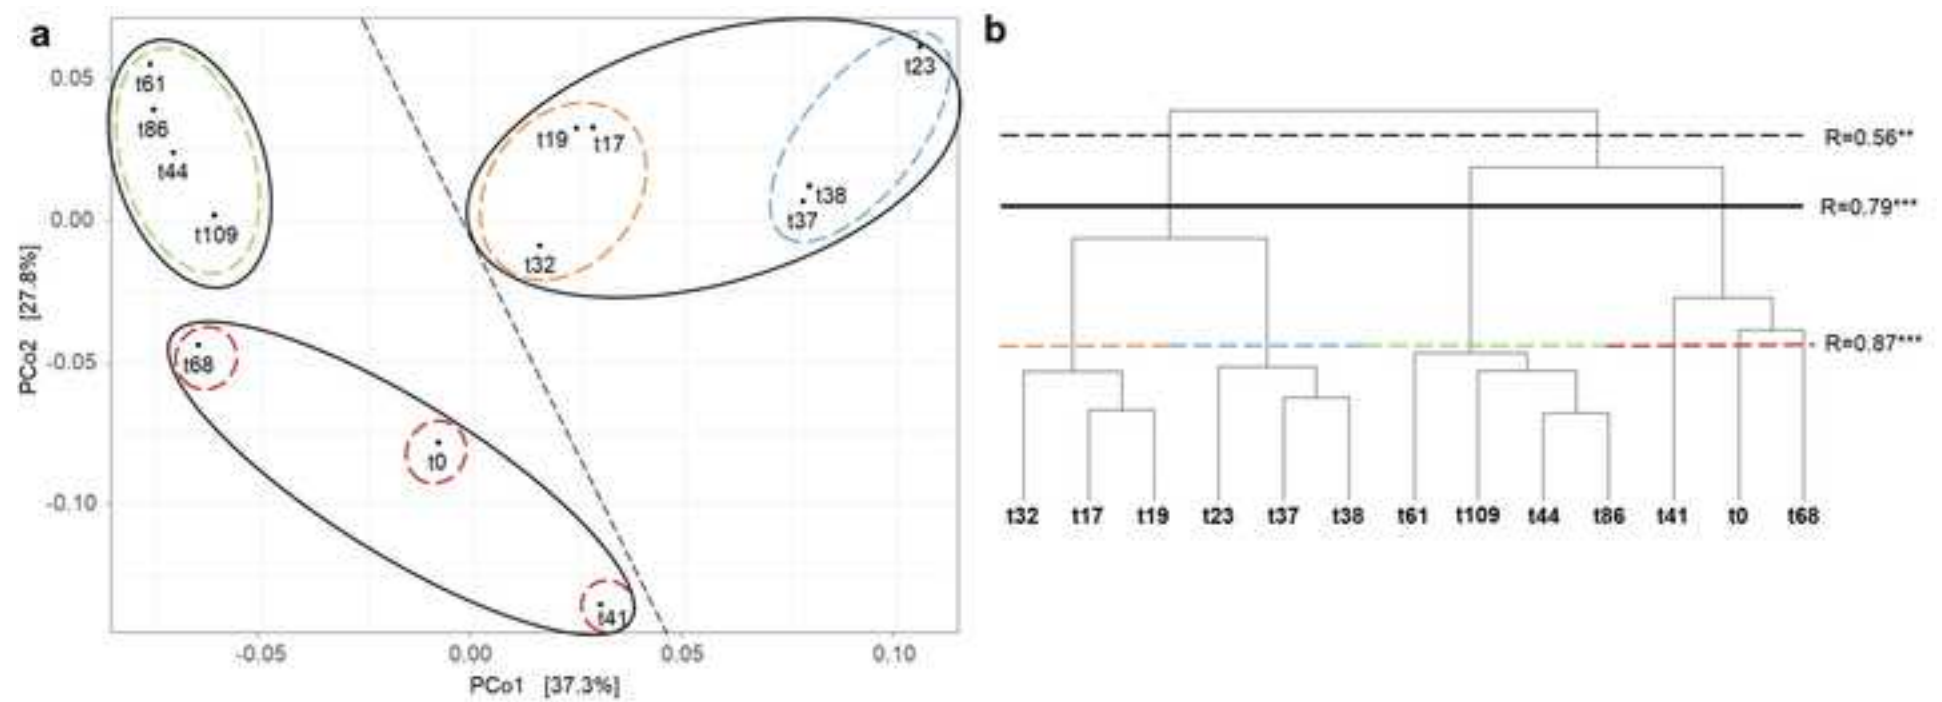 a
0.05
0.00
-0.05
-0.10
PCo2 [27.8%]
t61
t86
t44
t109
t19
t17
t32
t23
t38
t37
t68
t0
t41
-0.05
0.00
0.05
0.10
PCo1 [37.3%]
b
R=0.56**
R=0.79***
R=0.87***
t32 t17 t19 t23 t37 t38 t61 t109 t44 t86 t41 t0 t68